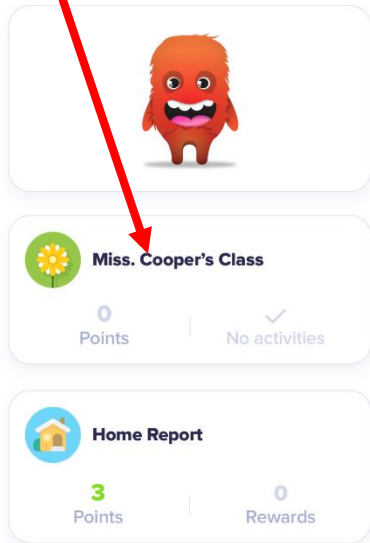 Miss. Cooper's Class
0
Points
No activities
Home Report
3
Points
0
Rewards